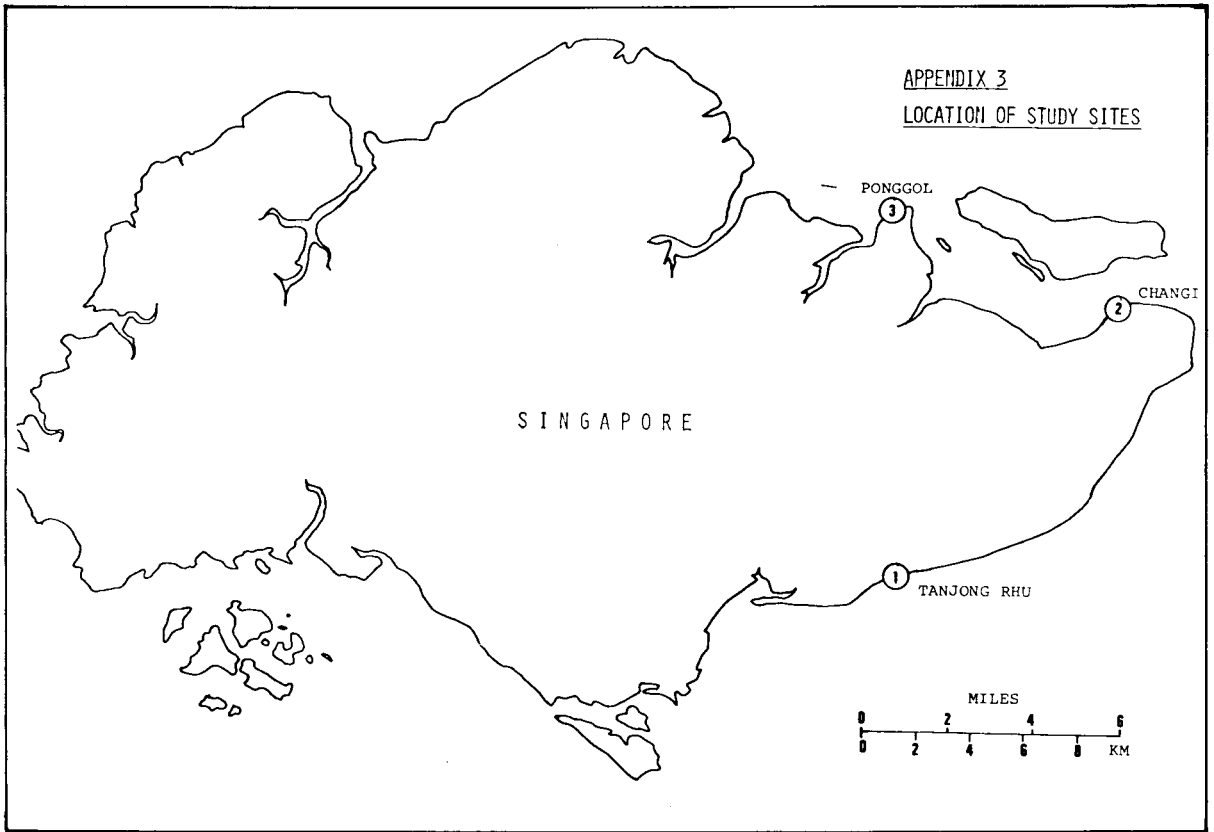 APPENDIX 3
LOCATION OF STUDY SITES
PONGGOL
3
CHANGI
2
SINGAPORE
1
TANJONG RHU
MILES
0 2 4 6
0 2 4 6 8 KM